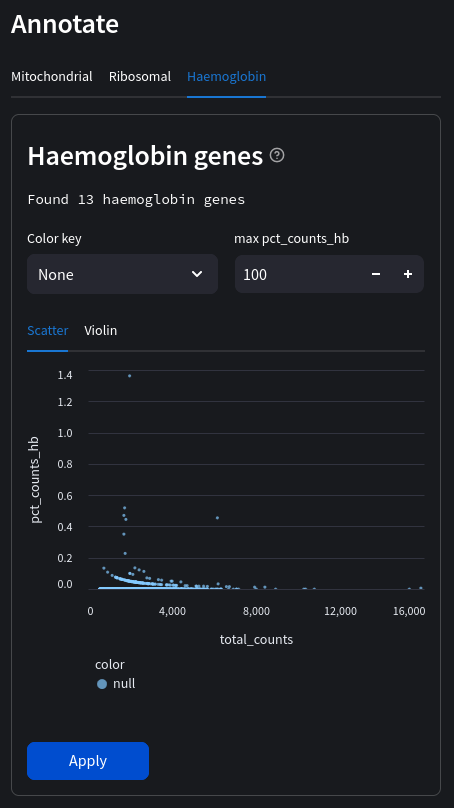 Annotate
Mitochondrial Ribosomal Haemoglobin
Haemoglobin genes
Found 13 haemoglobin genes
Color key max pct_counts_hb
None 100 − +
Scatter Violin
1.4
1.2
1.0
0.8
0.6
0.4
0.2
0.0
pct_counts_hb
0 4,000 8,000 12,000 16,000
total_counts
color
null
Apply